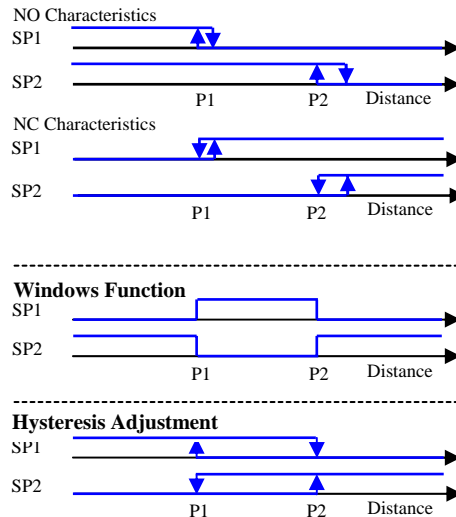 NO Characteristics
SP1
SP2
P1 P2 Distance
NC Characteristics
SP1
SP2
P1 P2 Distance
Windows Function
SP1
SP2
P1 P2 Distance
Hysteresis Adjustment
SP1
SP2
P1 P2 Distance